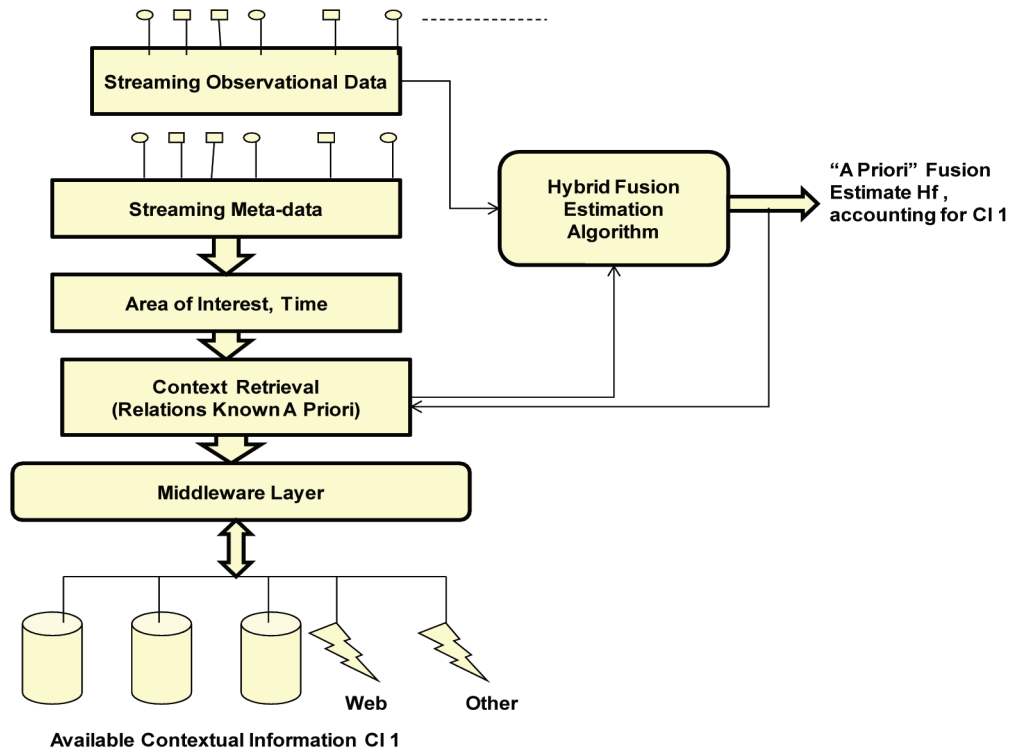 Streaming Observational Data
Streaming Meta-data
Hybrid Fusion
Estimation
Algorithm
“A Priori” Fusion
Estimate Hf ,
accounting for CI 1
Area of Interest, Time
Context Retrieval
(Relations Known A Priori)
Middleware Layer
Web
Other
Available Contextual Information CI 1